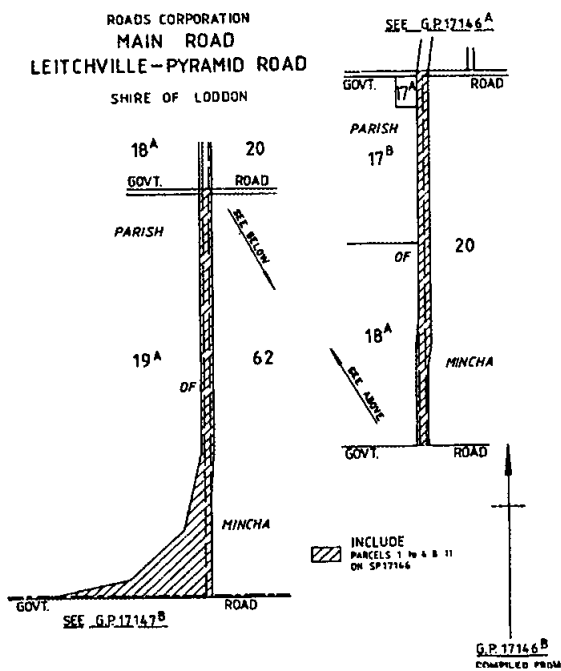 ROADS CORPORATION
MAIN ROAD
LEITCHVILLE-PYRAMID ROAD
SHIRE OF LODDON
18A 20
GOVT. ROAD
PARISH
SEE BELOW
19A 62
OF
MINCHA
GOVT. ROAD
SEE G.P.17147B
SEE G.P.17146A
GOVT. 17A ROAD
PARISH
17B
OF 20
18A
MINCHA
SEE ABOVE
GOVT. ROAD
INCLUDE
PARCELS 1 To 4 & 11
ON SP17146
G.P.17146B
COMPILED FROM